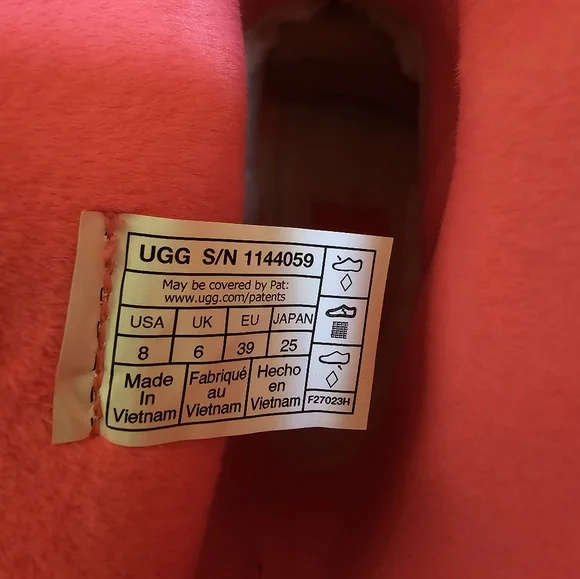 UGG S/N 1144059
May be covered by Pat:
www.ugg.com/patents
USA UK EU JAPAN
8 6 39 25
Made In Vietnam
Fabriqué au Vietnam
Hecho en Vietnam
F27023H